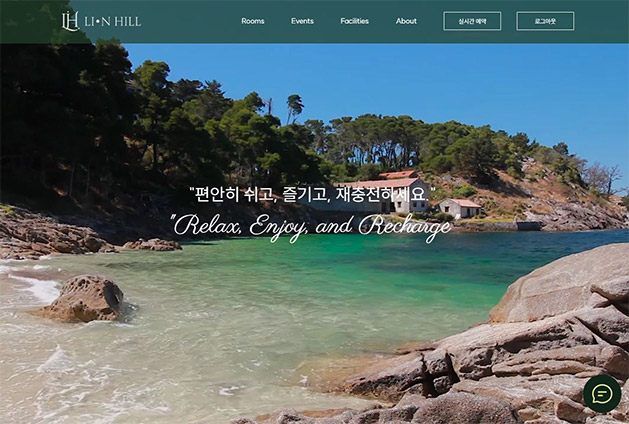 LH LI•N HILL
Rooms Events Facilities About 실시간 예약 로그아웃
"편안히 쉬고, 즐기고, 재충전하세요."
"Relax, Enjoy, and Recharge